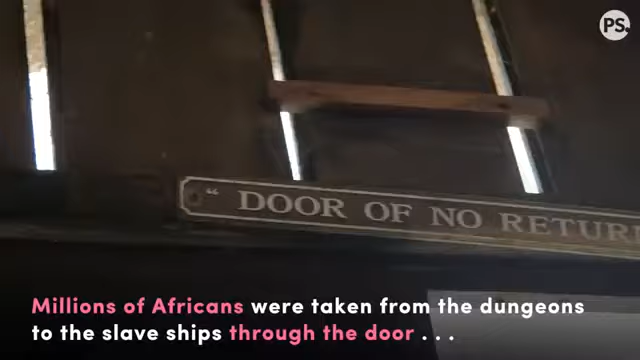 PS.
“ DOOR OF NO RETURN
Millions of Africans were taken from the dungeons
to the slave ships through the door . . .